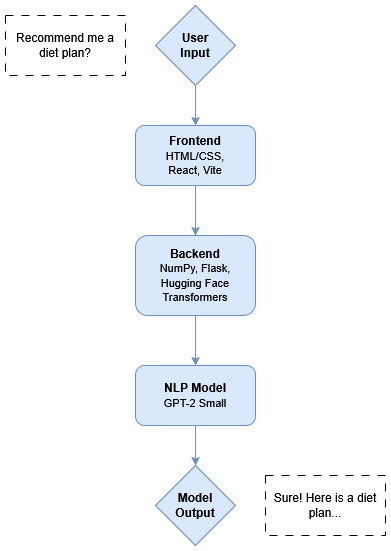 Recommend me a
diet plan?
User
Input
Frontend
HTML/CSS,
React, Vite
Backend
NumPy, Flask,
Hugging Face
Transformers
NLP Model
GPT-2 Small
Model
Output
Sure! Here is a diet
plan...